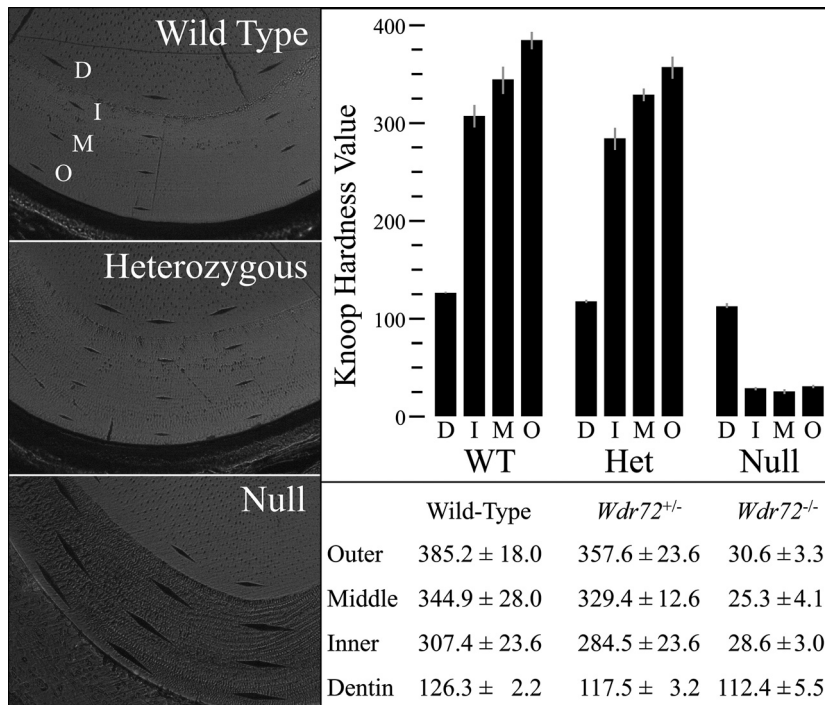 Wild Type
D
I
M
O
Heterozygous
Null
Knoop Hardness Value
400
300
200
100
0
D I M O D I M O D I M O
WT Het Null
Wild-Type Wdr72+/- Wdr72-/-
Outer 385.2 ± 18.0 357.6 ± 23.6 30.6 ± 3.3
Middle 344.9 ± 28.0 329.4 ± 12.6 25.3 ± 4.1
Inner 307.4 ± 23.6 284.5 ± 23.6 28.6 ± 3.0
Dentin 126.3 ± 2.2 117.5 ± 3.2 112.4 ± 5.5